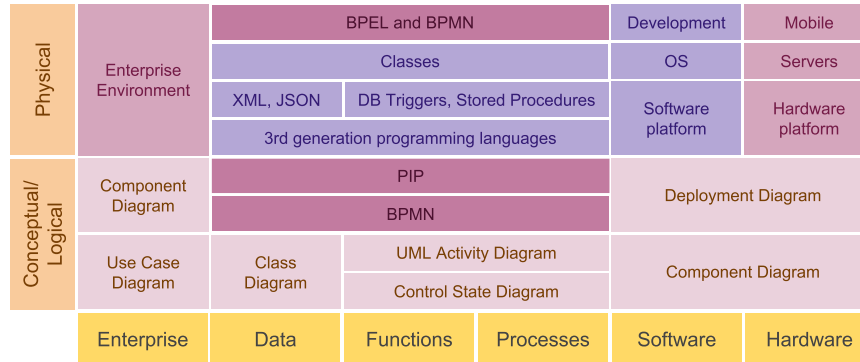 Physical
Enterprise
Environment
BPEL and BPMN
Development
Mobile
Classes
OS
Servers
XML, JSON
DB Triggers, Stored Procedures
Software
platform
Hardware
platform
3rd generation programming languages
Conceptual/
Logical
Component
Diagram
PIP
Deployment Diagram
BPMN
Use Case
Diagram
Class
Diagram
UML Activity Diagram
Component Diagram
Control State Diagram
Enterprise
Data
Functions
Processes
Software
Hardware